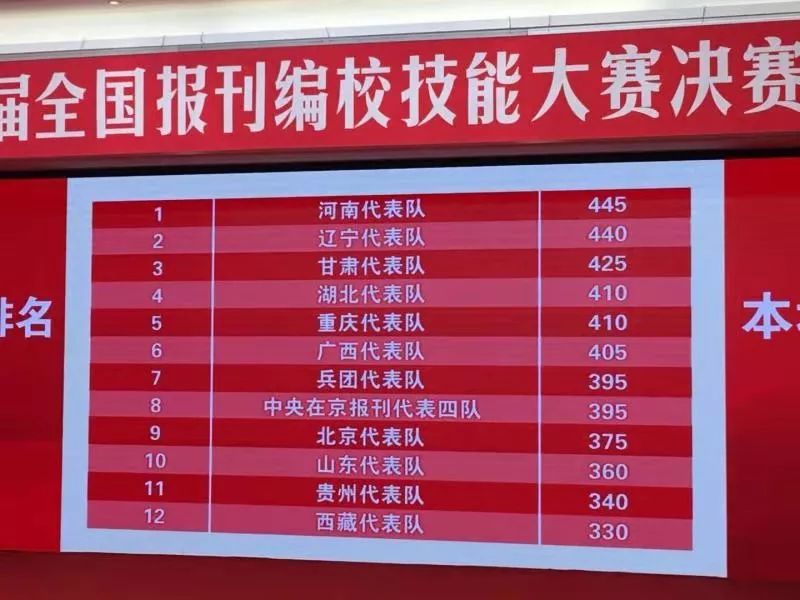 届全国报刊编校技能大赛决赛
排名
本
1 河南代表队 445
2 辽宁代表队 440
3 甘肃代表队 425
4 湖北代表队 410
5 重庆代表队 410
6 广西代表队 405
7 兵团代表队 395
8 中央在京报刊代表四队 395
9 北京代表队 375
10 山东代表队 360
11 贵州代表队 340
12 西藏代表队 330